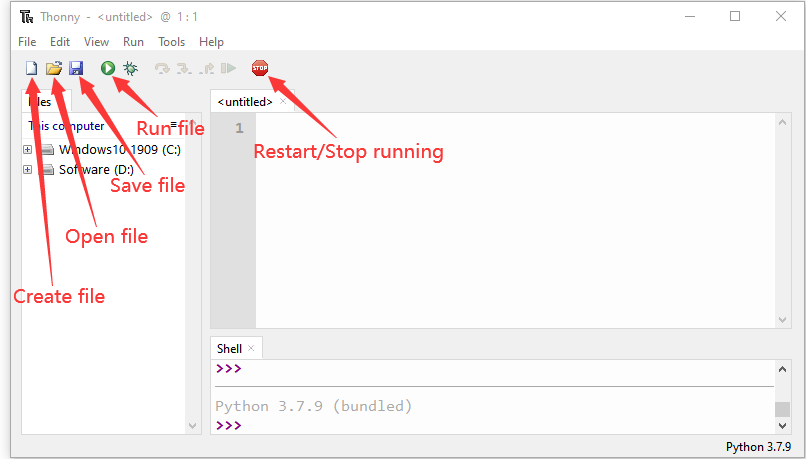 Thonny - <untitled> @ 1 : 1
File Edit View Run Tools Help
STOP
Files
<untitled> ×
This computer
1
Run file
Windows10 1909 (C:)
Restart/Stop running
Software (D:)
Save file
Open file
Create file
Shell ×
>>>
Python 3.7.9 (bundled)
>>>
Python 3.7.9